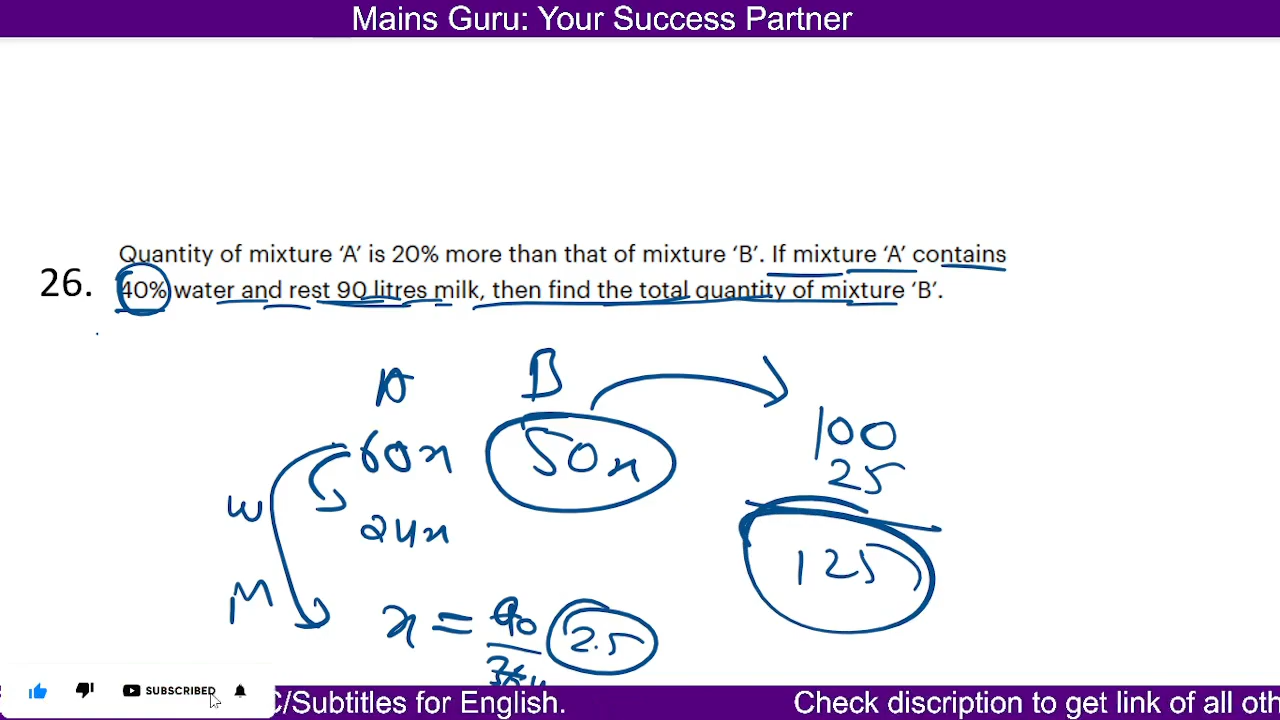 Mains Guru: Your Success Partner
Quantity of mixture ‘A’ is 20% more than that of mixture ‘B’. If mixture ‘A’ contains
26.
40% water and rest 90 litres milk, then find the total quantity of mixture ‘B’.
A B
60x 50x 100
25
W
24x
125
M
x = 90 2.5
SUBSCRIBED
C/Subtitles for English. Check discription to get link of all oth